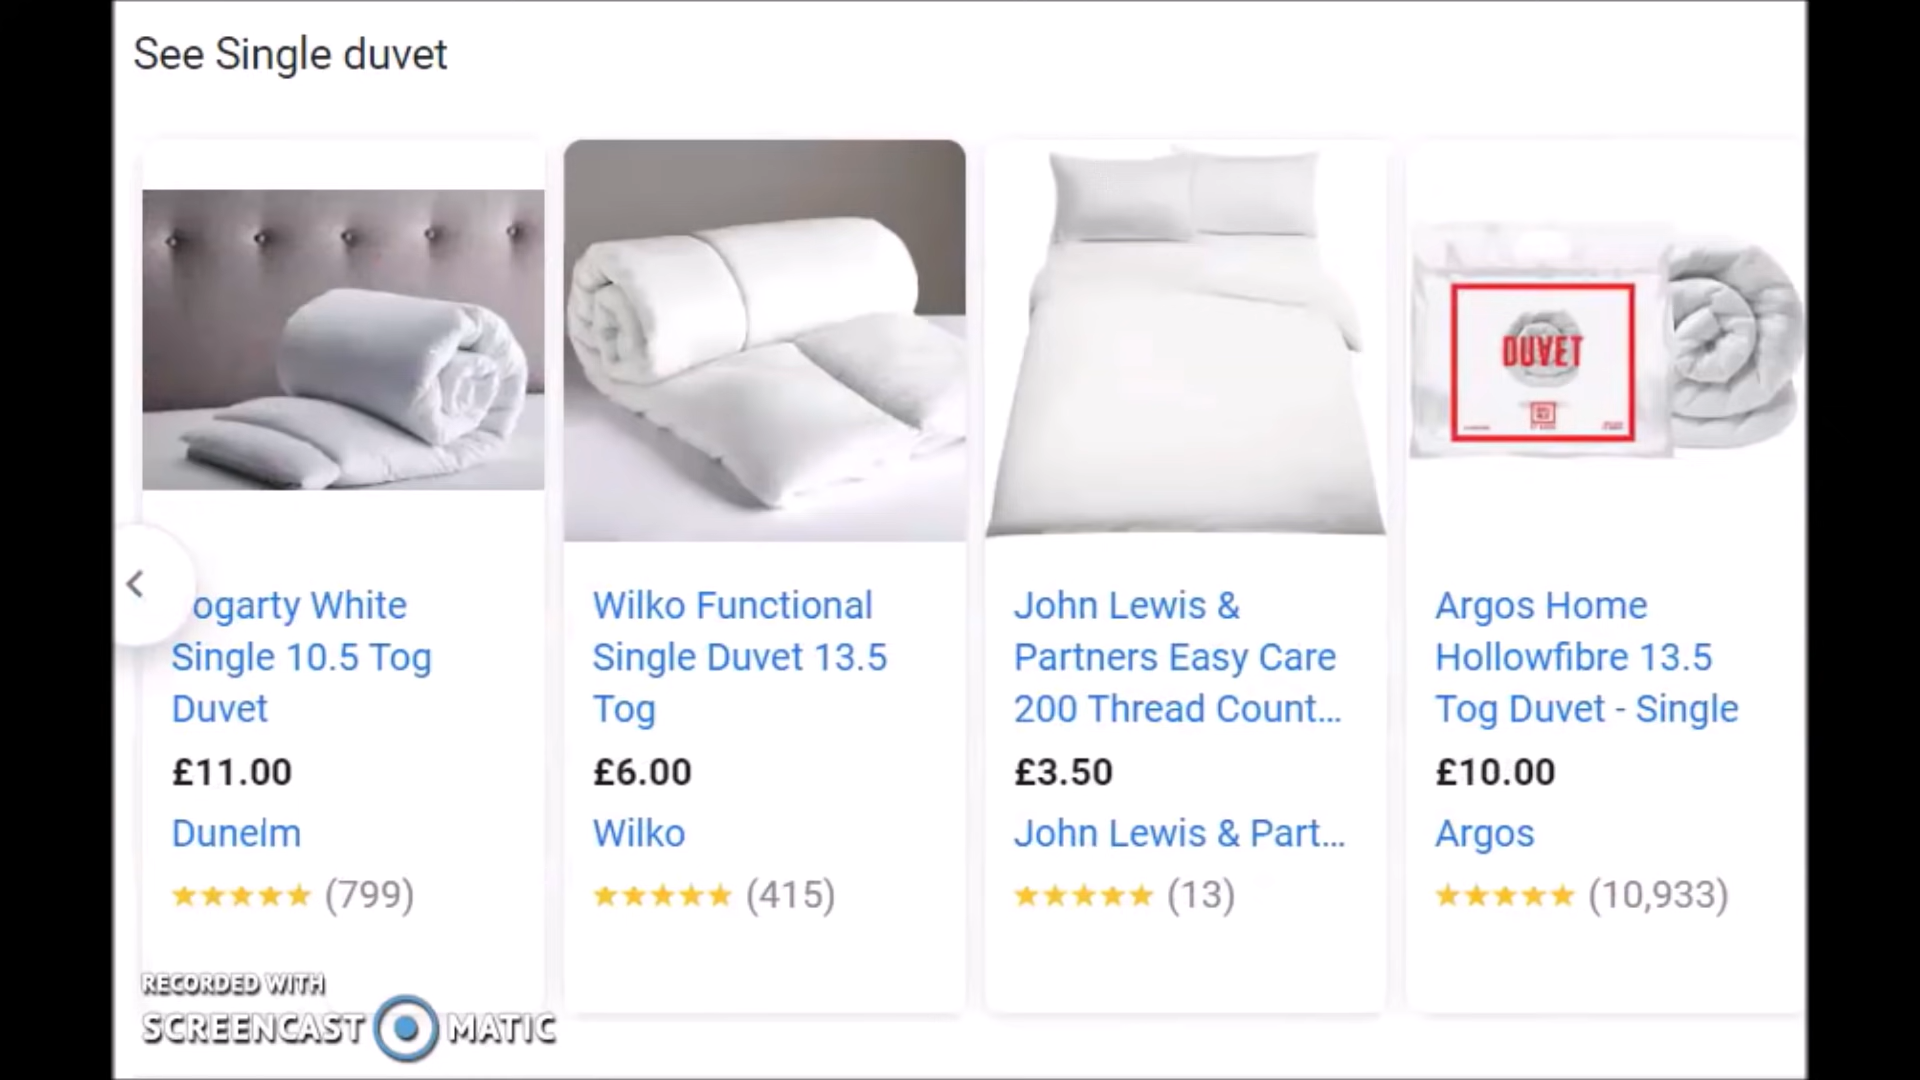 See Single duvet
DUVET
ogarty White
Single 10.5 Tog
Duvet
£11.00
Dunelm
(799)
Wilko Functional
Single Duvet 13.5
Tog
£6.00
Wilko
(415)
John Lewis &
Partners Easy Care
200 Thread Count...
£3.50
John Lewis & Part...
(13)
Argos Home
Hollowfibre 13.5
Tog Duvet - Single
£10.00
Argos
(10,933)
RECORDED WITH
SCREENCAST MATIC